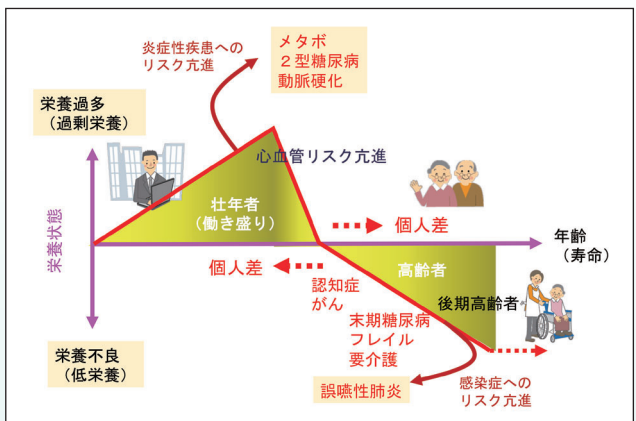 炎症性疾患への
リスク亢進
メタボ
２型糖尿病
動脈硬化
栄養過多
（過剰栄養）
心血管リスク亢進
壮年者
（働き盛り）
個人差
栄養状態
年齢
（寿命）
個人差
高齢者
認知症
がん
後期高齢者
末期糖尿病
フレイル
要介護
栄養不良
（低栄養）
誤嚥性肺炎
感染症への
リスク亢進